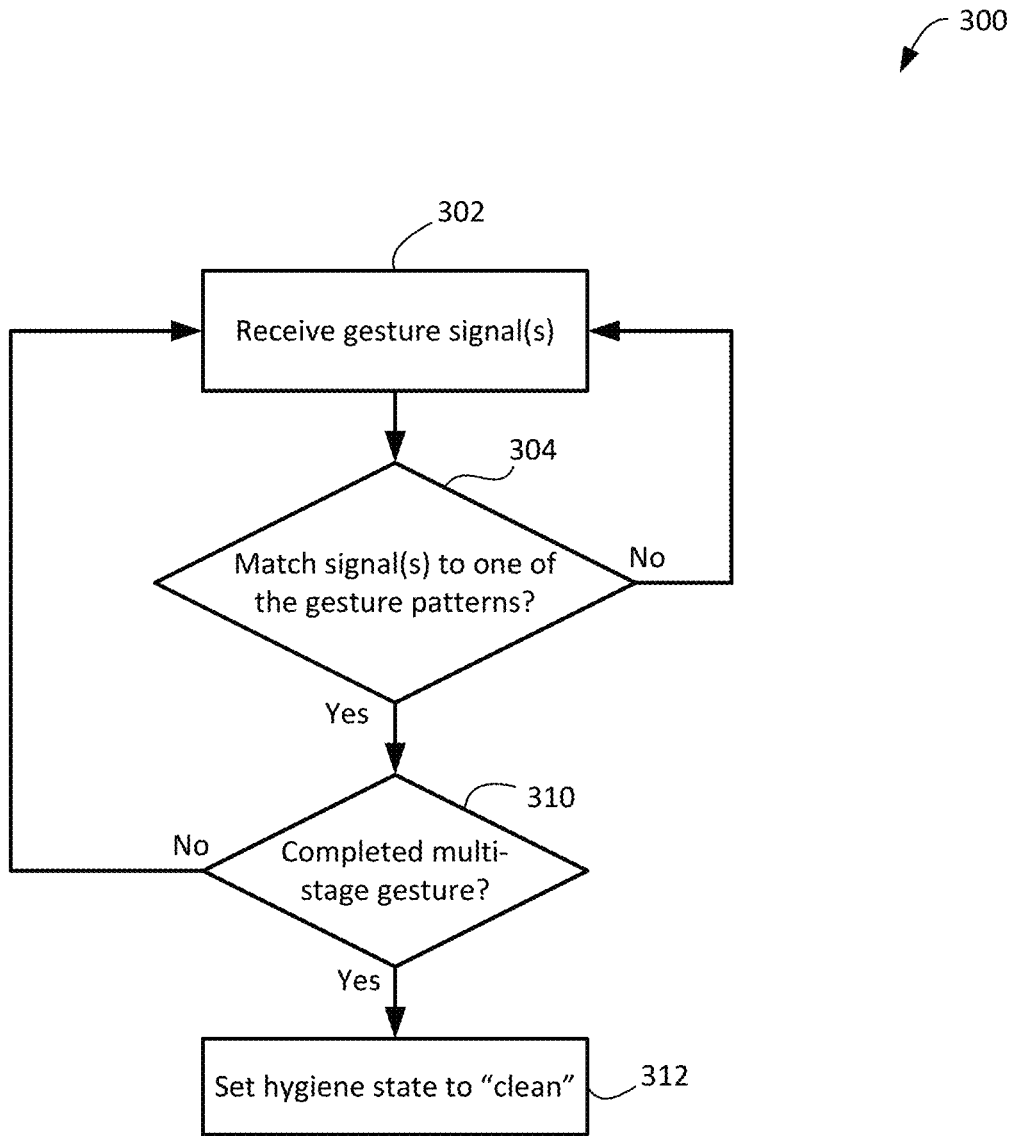 300
302
Receive gesture signal(s)
304
Match signal(s) to one of
the gesture patterns?
No
Yes
310
No
Completed multi-
stage gesture?
Yes
Set hygiene state to “clean”
312